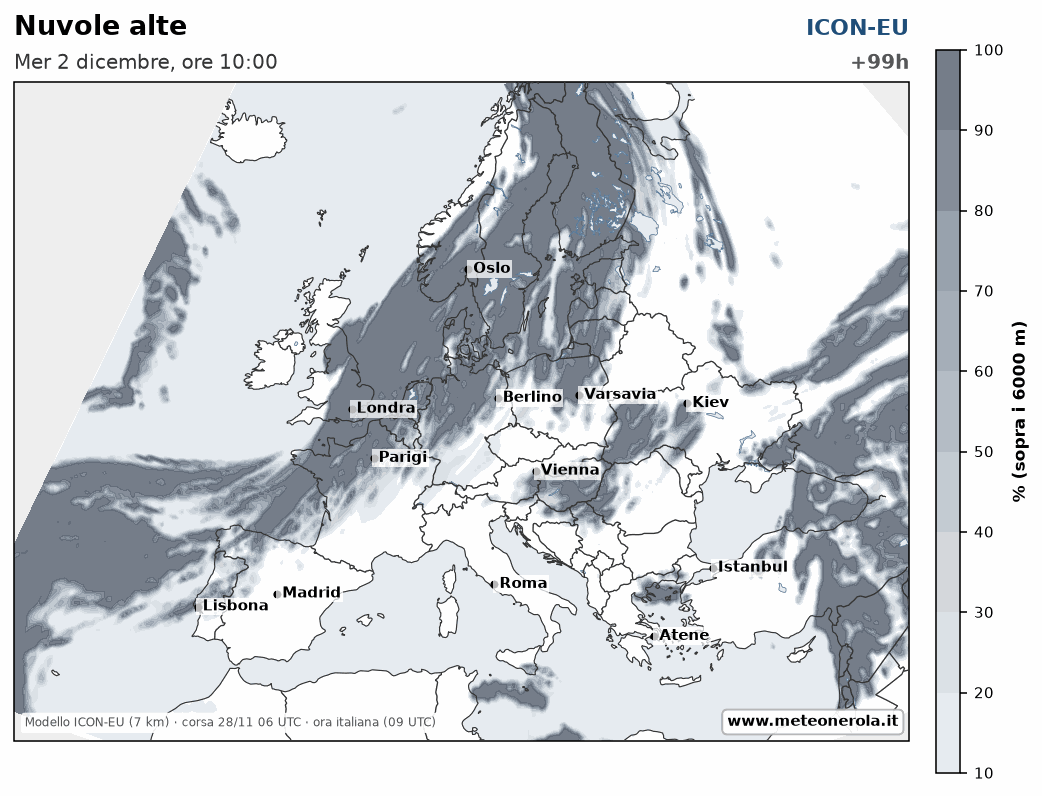 Nuvole alte
ICON-EU
Mer 2 dicembre, ore 10:00
+99h
100
90
80
70
60
50
40
30
20
10
% (sopra i 6000 m)
Oslo
Londra
Berlino
Varsavia
Kiev
Parigi
Vienna
Istanbul
Roma
Madrid
Lisbona
Atene
Modello ICON-EU (7 km) · corsa 28/11 06 UTC · ora italiana (09 UTC)
www.meteonerola.it